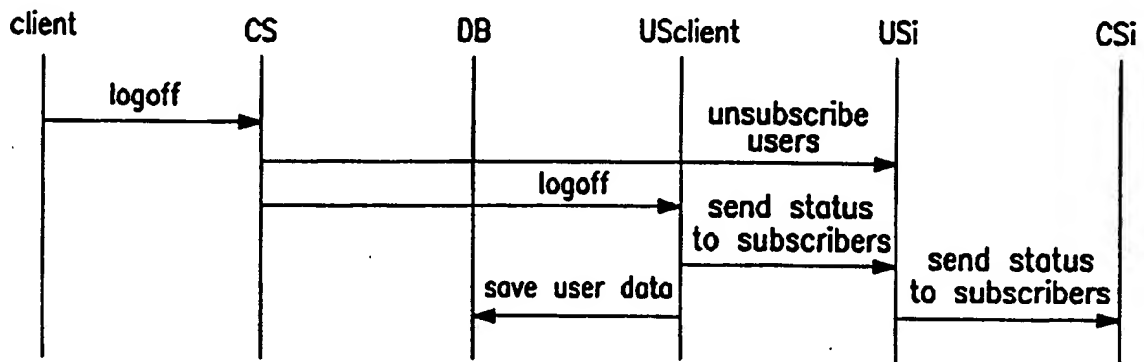 client
CS
DB
USclient
USi
CSi
logoff
unsubscribe
users
logoff
send status
to subscribers
send status
to subscribers
save user data